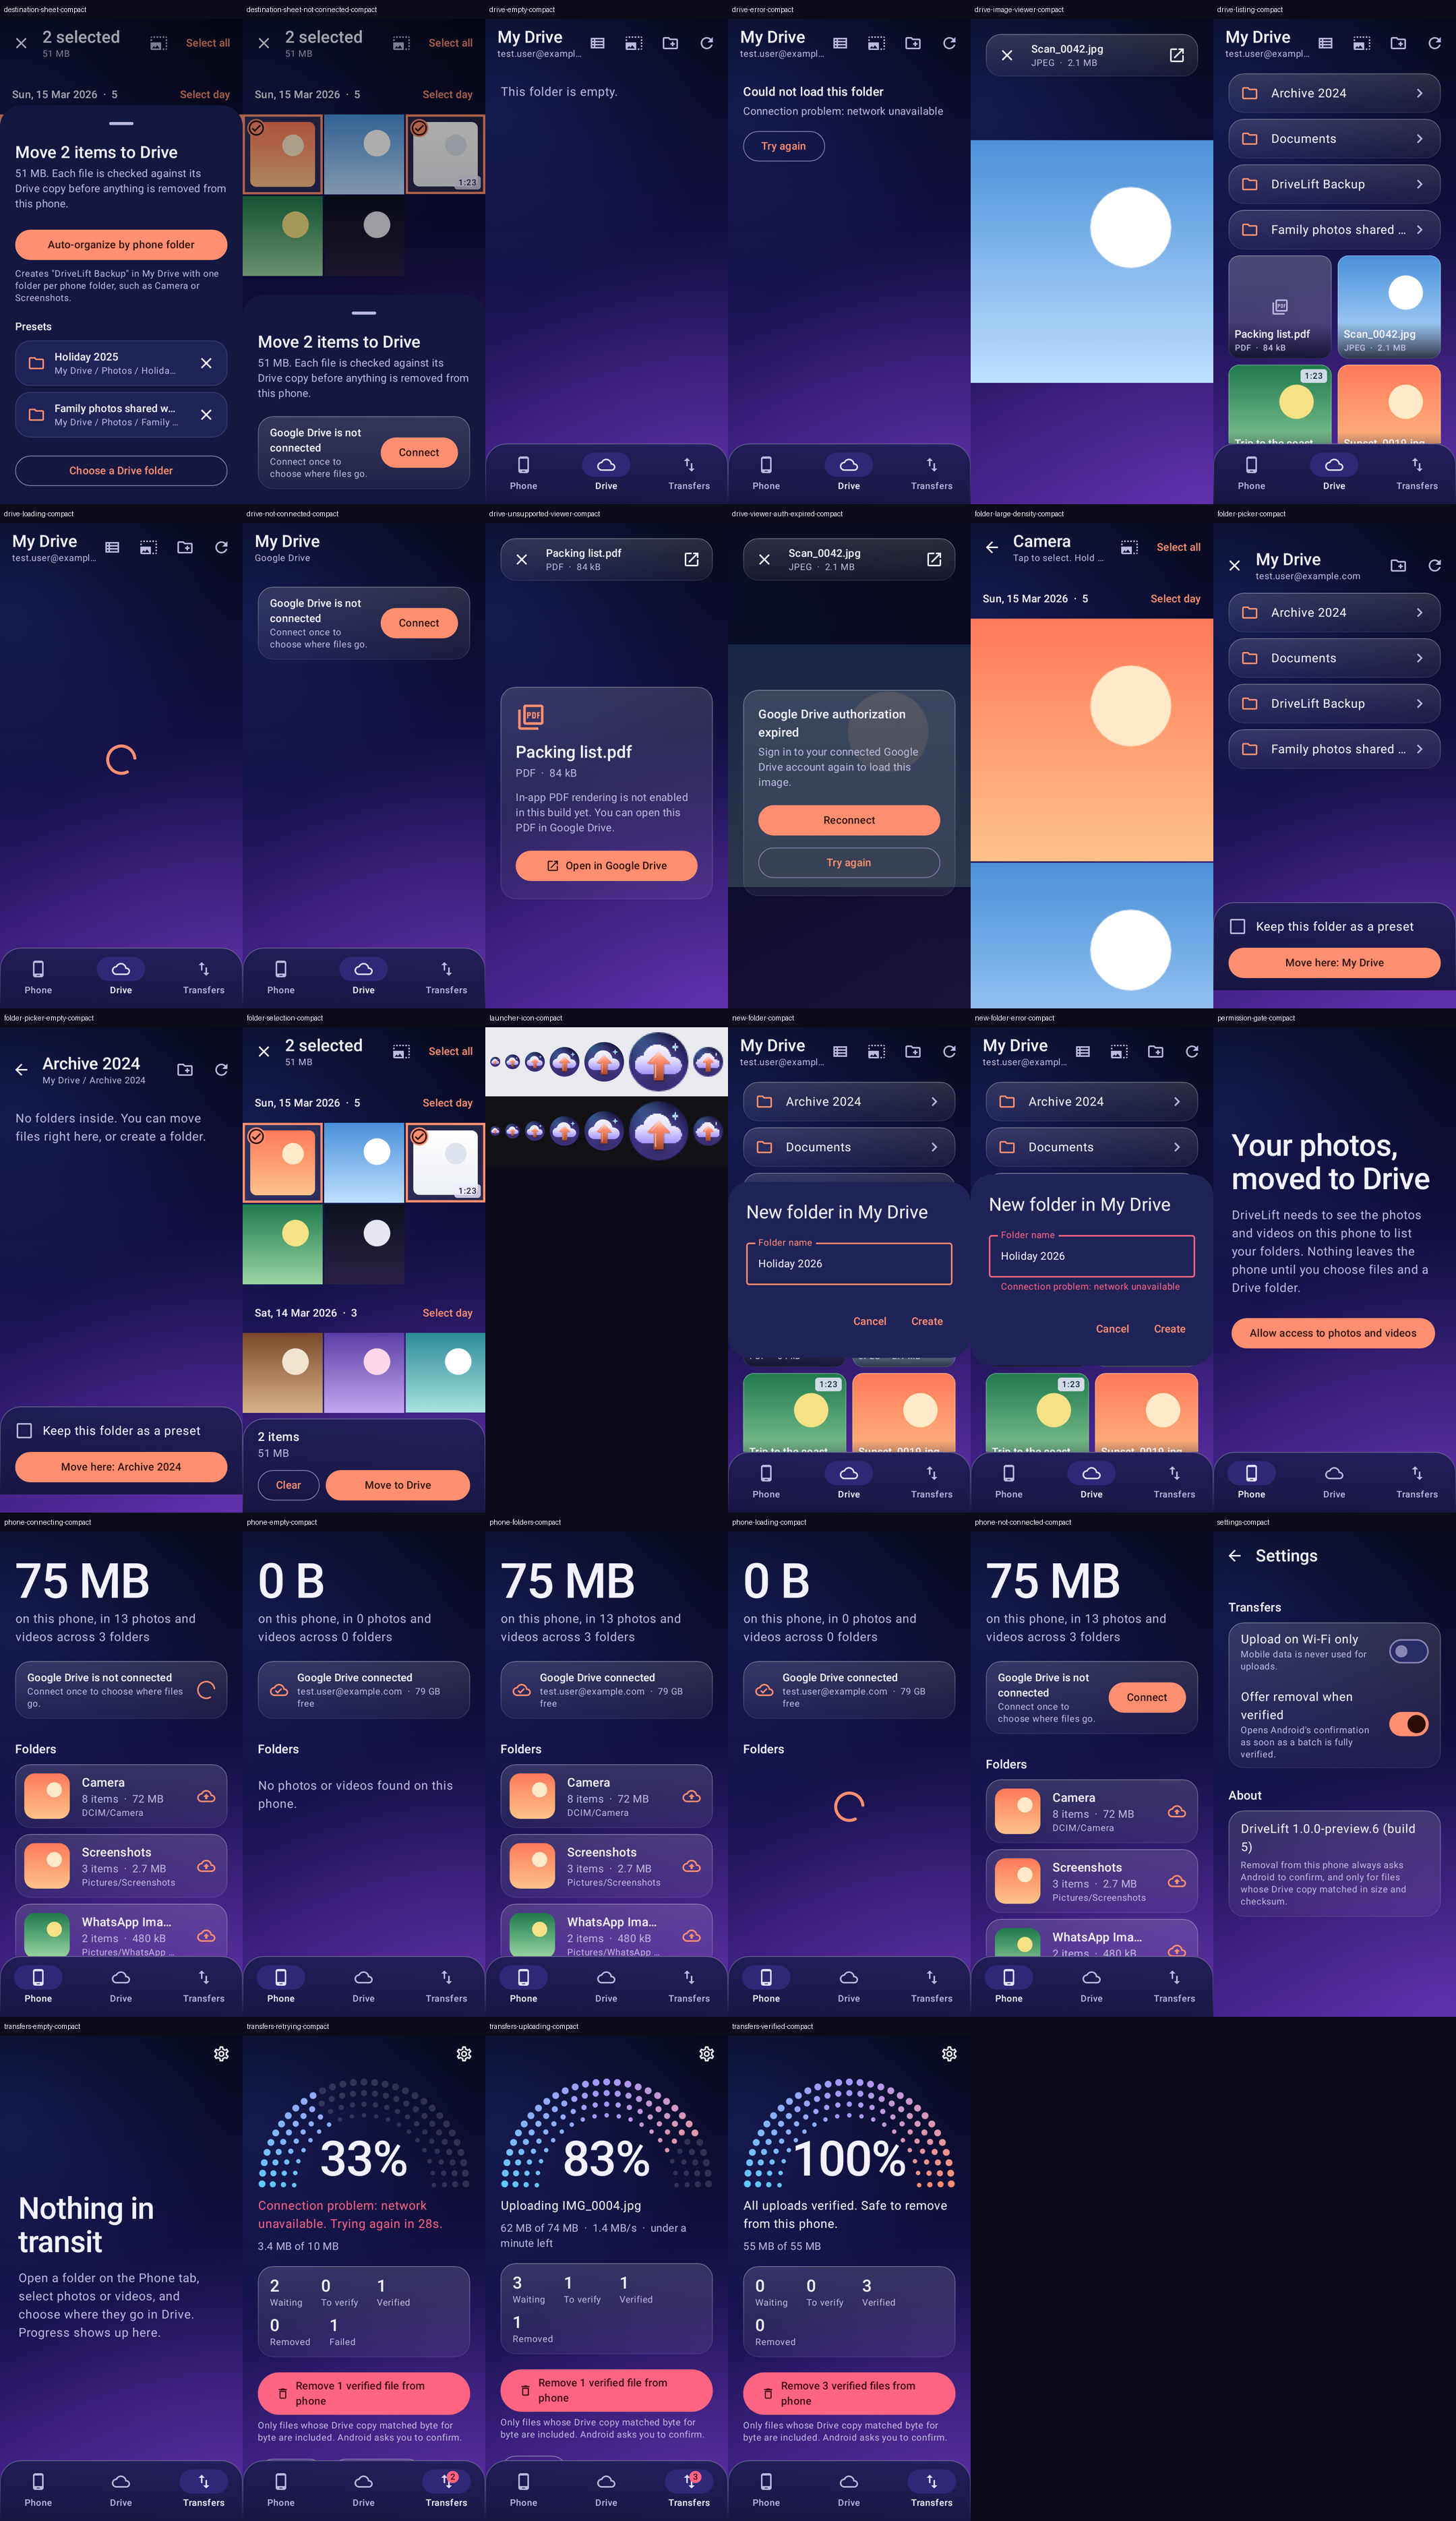 destination-sheet-compact
2 selected
51 MB
Select all
Sun, 15 Mar 2026 · 5
Select day
Move 2 items to Drive
51 MB. Each file is checked against its
Drive copy before anything is removed from
this phone.
Auto-organize by phone folder
Creates "DriveLift Backup" in My Drive with one
folder per phone folder, such as Camera or
Screenshots.
Presets
Holiday 2025
My Drive / Photos / Holida...
Family photos shared w...
My Drive / Photos / Family ...
Choose a Drive folder
destination-sheet-not-connected-compact
2 selected
51 MB
Select all
Sun, 15 Mar 2026 · 5
Select day
1:23
Move 2 items to Drive
51 MB. Each file is checked against its
Drive copy before anything is removed from
this phone.
Google Drive is not
connected
Connect once to
choose where files go.
Connect
drive-empty-compact
My Drive
test.user@exampl...
This folder is empty.
Phone
Drive
Transfers
drive-error-compact
My Drive
test.user@exampl...
Could not load this folder
Connection problem: network unavailable
Try again
Phone
Drive
Transfers
drive-image-viewer-compact
Scan_0042.jpg
JPEG · 2.1 MB
drive-listing-compact
My Drive
test.user@exampl...
Archive 2024
Documents
DriveLift Backup
Family photos shared ...
PDF
Packing list.pdf
PDF · 84 kB
Scan_0042.jpg
JPEG · 2.1 MB
1:23
Trip to the coast
Sunset_0019.jpg
Phone
Drive
Transfers
drive-loading-compact
My Drive
test.user@exampl...
Phone
Drive
Transfers
drive-not-connected-compact
My Drive
Google Drive
Google Drive is not
connected
Connect once to
choose where files go.
Connect
Phone
Drive
Transfers
drive-unsupported-viewer-compact
Packing list.pdf
PDF · 84 kB
PDF
Packing list.pdf
PDF · 84 kB
In-app PDF rendering is not enabled
in this build yet. You can open this
PDF in Google Drive.
Open in Google Drive
drive-viewer-auth-expired-compact
Scan_0042.jpg
JPEG · 2.1 MB
Google Drive authorization
expired
Sign in to your connected Google
Drive account again to load this
image.
Reconnect
Try again
folder-large-density-compact
Camera
Tap to select. Hold ...
Select all
Sun, 15 Mar 2026 · 5
Select day
folder-picker-compact
My Drive
test.user@example.com
Archive 2024
Documents
DriveLift Backup
Family photos shared ...
Keep this folder as a preset
Move here: My Drive
folder-picker-empty-compact
Archive 2024
My Drive / Archive 2024
No folders inside. You can move
files right here, or create a folder.
Keep this folder as a preset
Move here: Archive 2024
folder-selection-compact
2 selected
51 MB
Select all
Sun, 15 Mar 2026 · 5
Select day
1:23
Sat, 14 Mar 2026 · 3
Select day
2 items
51 MB
Clear
Move to Drive
launcher-icon-compact
new-folder-compact
My Drive
test.user@exampl...
Archive 2024
Documents
New folder in My Drive
Folder name
Holiday 2026
Cancel
Create
1:23
Trip to the coast
Sunset_0019.jpg
Phone
Drive
Transfers
new-folder-error-compact
My Drive
test.user@exampl...
Archive 2024
Documents
New folder in My Drive
Folder name
Holiday 2026
Connection problem: network unavailable
Cancel
Create
1:23
Trip to the coast
Sunset_0019.jpg
Phone
Drive
Transfers
permission-gate-compact
Your photos,
moved to Drive
DriveLift needs to see the photos
and videos on this phone to list
your folders. Nothing leaves the
phone until you choose files and a
Drive folder.
Allow access to photos and videos
Phone
Drive
Transfers
phone-connecting-compact
75 MB
on this phone, in 13 photos and
videos across 3 folders
Google Drive is not connected
Connect once to choose where files
go.
Folders
Camera
8 items · 72 MB
DCIM/Camera
Screenshots
3 items · 2.7 MB
Pictures/Screenshots
WhatsApp Ima...
2 items · 480 kB
Pictures/WhatsApp ...
Phone
Drive
Transfers
phone-empty-compact
0 B
on this phone, in 0 photos and
videos across 0 folders
Google Drive connected
test.user@example.com · 79 GB
free
Folders
No photos or videos found on this
phone.
Phone
Drive
Transfers
phone-folders-compact
75 MB
on this phone, in 13 photos and
videos across 3 folders
Google Drive connected
test.user@example.com · 79 GB
free
Folders
Camera
8 items · 72 MB
DCIM/Camera
Screenshots
3 items · 2.7 MB
Pictures/Screenshots
WhatsApp Ima...
2 items · 480 kB
Pictures/WhatsApp ...
Phone
Drive
Transfers
phone-loading-compact
0 B
on this phone, in 0 photos and
videos across 0 folders
Google Drive connected
test.user@example.com · 79 GB
free
Folders
Phone
Drive
Transfers
phone-not-connected-compact
75 MB
on this phone, in 13 photos and
videos across 3 folders
Google Drive is not
connected
Connect once to
choose where files go.
Connect
Folders
Camera
8 items · 72 MB
DCIM/Camera
Screenshots
3 items · 2.7 MB
Pictures/Screenshots
WhatsApp Ima...
2 items · 480 kB
Phone
Drive
Transfers
settings-compact
Settings
Transfers
Upload on Wi-Fi only
Mobile data is never used for
uploads.
Offer removal when
verified
Opens Android's confirmation
as soon as a batch is fully
verified.
About
DriveLift 1.0.0-preview.6 (build
5)
Removal from this phone always asks
Android to confirm, and only for files
whose Drive copy matched in size and
checksum.
transfers-empty-compact
Nothing in
transit
Open a folder on the Phone tab,
select photos or videos, and
choose where they go in Drive.
Progress shows up here.
Phone
Drive
Transfers
transfers-retrying-compact
33%
Connection problem: network
unavailable. Trying again in 28s.
3.4 MB of 10 MB
2
Waiting
0
To verify
1
Verified
0
Removed
1
Failed
Remove 1 verified file from
phone
Only files whose Drive copy matched byte for
byte are included. Android asks you to confirm.
Phone
Drive
2
Transfers
transfers-uploading-compact
83%
Uploading IMG_0004.jpg
62 MB of 74 MB · 1.4 MB/s · under a
minute left
3
Waiting
1
To verify
1
Verified
1
Removed
Remove 1 verified file from
phone
Only files whose Drive copy matched byte for
byte are included. Android asks you to confirm.
Phone
Drive
3
Transfers
transfers-verified-compact
100%
All uploads verified. Safe to remove
from this phone.
55 MB of 55 MB
0
Waiting
0
To verify
3
Verified
0
Removed
Remove 3 verified files from
phone
Only files whose Drive copy matched byte for
byte are included. Android asks you to confirm.
Phone
Drive
Transfers